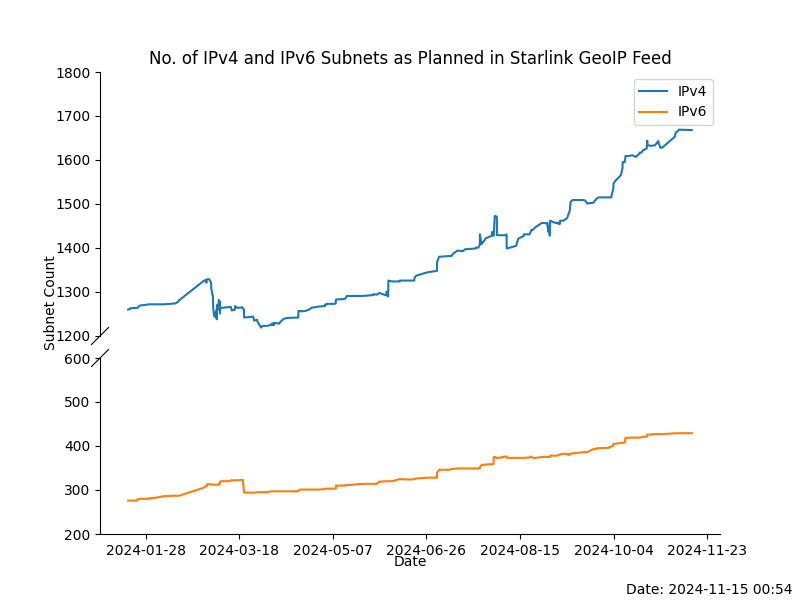 No. of IPv4 and IPv6 Subnets as Planned in Starlink GeoIP Feed
1800
1700
1600
1500
1400
1300
1200
600
500
400
300
200
Subnet Count
IPv4
IPv6
2024-01-28 2024-03-18 2024-05-07 2024-06-26 2024-08-15 2024-10-04 2024-11-23
Date
Date: 2024-11-15 00:54